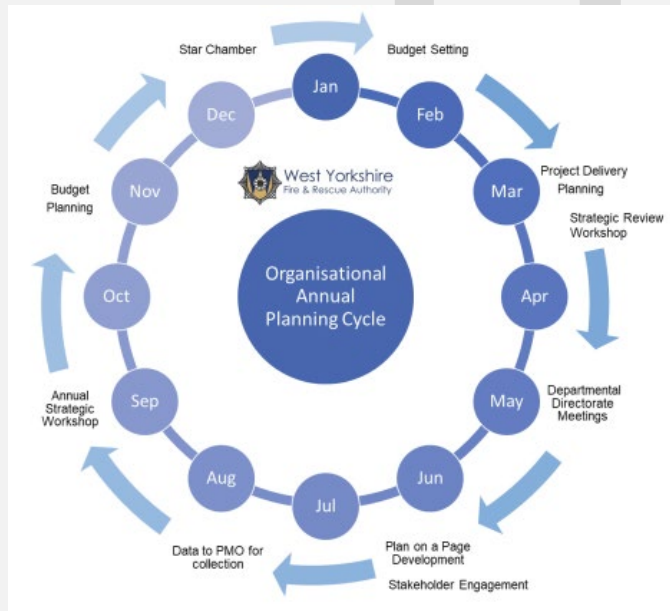 Star Chamber
Budget Setting
Jan
Dec
Feb
West Yorkshire
Fire & Rescue Authority
Budget
Planning
Nov
Mar
Project Delivery
Planning
Strategic Review
Workshop
Organisational
Annual
Planning Cycle
Oct
Apr
Annual
Strategic
Workshop
Sep
May
Departmental
Directorate
Meetings
Aug
Jul
Jun
Data to PMO for
collection
Plan on a Page
Development
Stakeholder Engagement